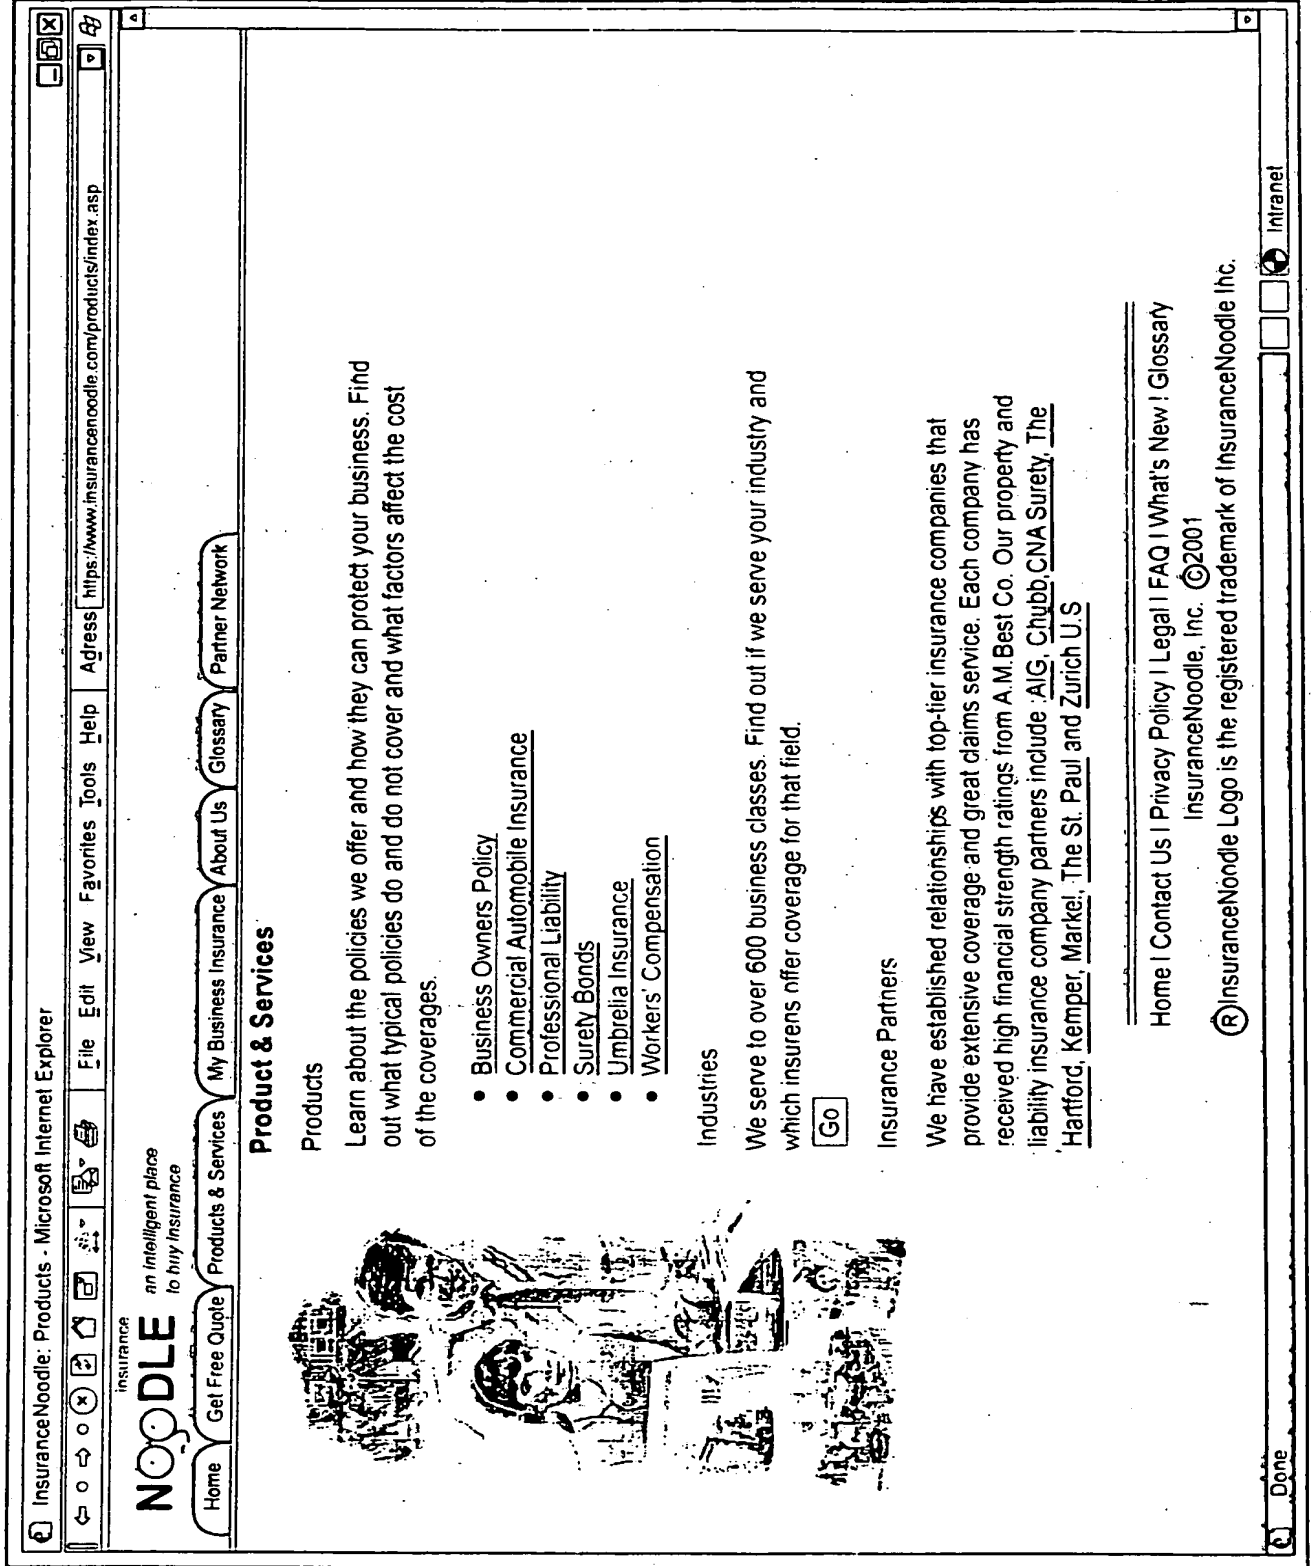 InsuranceNoodle: Products - Microsoft Internet Explorer
File Edit View Favorites Tools Help Adress https://www.insurancenoodle.com/products/index.asp
insurance
NOODLE an intelligent place
to buy insurance
Home Get Free Quote Products & Services My Business Insurance About Us Glossary Partner Network
Product & Services
Products
Learn about the policies we offer and how they can protect your business. Find
out what typical policies do and do not cover and what factors affect the cost
of the coverages.
• Business Owners Policy
• Commercial Automobile Insurance
• Professional Liability
• Surety Bonds
• Umbrella Insurance
• Workers' Compensation
Industries
We serve to over 600 business classes. Find out if we serve your industry and
which insurens offer coverage for that field.
Go
Insurance Partners
We have established relationships with top-tier insurance companies that
provide extensive coverage and great claims service. Each company has
received high financial strength ratings from A.M.Best Co. Our property and
liability insurance company partners include :AIG, Chubb,CNA Surety, The
Hartford, Kemper, Markel, The St. Paul and Zurich U.S
Home I Contact Us I Privacy Policy I Legal I FAQ I What's New ! Glossary
InsuranceNoodle, Inc. ©2001
®InsuranceNondle Logo is the registered trademark of InsuranceNoodle Inc.
Done Intranet